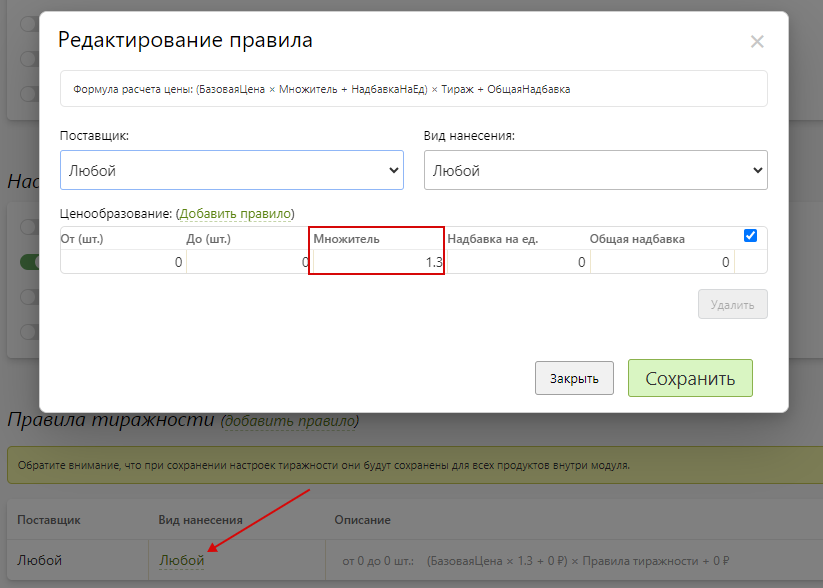 Редактирование правила
×
Формула расчета цены: (БазоваяЦена × Множитель + НадбавкаНаЕд) × Тираж + ОбщаяНадбавка
Поставщик:
Вид нанесения:
Любой
Любой
Ценообразование: (Добавить правило)
От (шт.) До (шт.) Множитель Надбавка на ед. Общая надбавка
0 0 1.3 0 0
Удалить
Закрыть Сохранить
Нас
Правила тиражности (добавить правило)
Обратите внимание, что при сохранении настроек тиражности они будут сохранены для всех продуктов внутри модуля.
Поставщик Вид нанесения Описание
Любой Любой от 0 до 0 шт.: (БазоваяЦена × 1.3 + 0 ₽) × Правила тиражности + 0 ₽